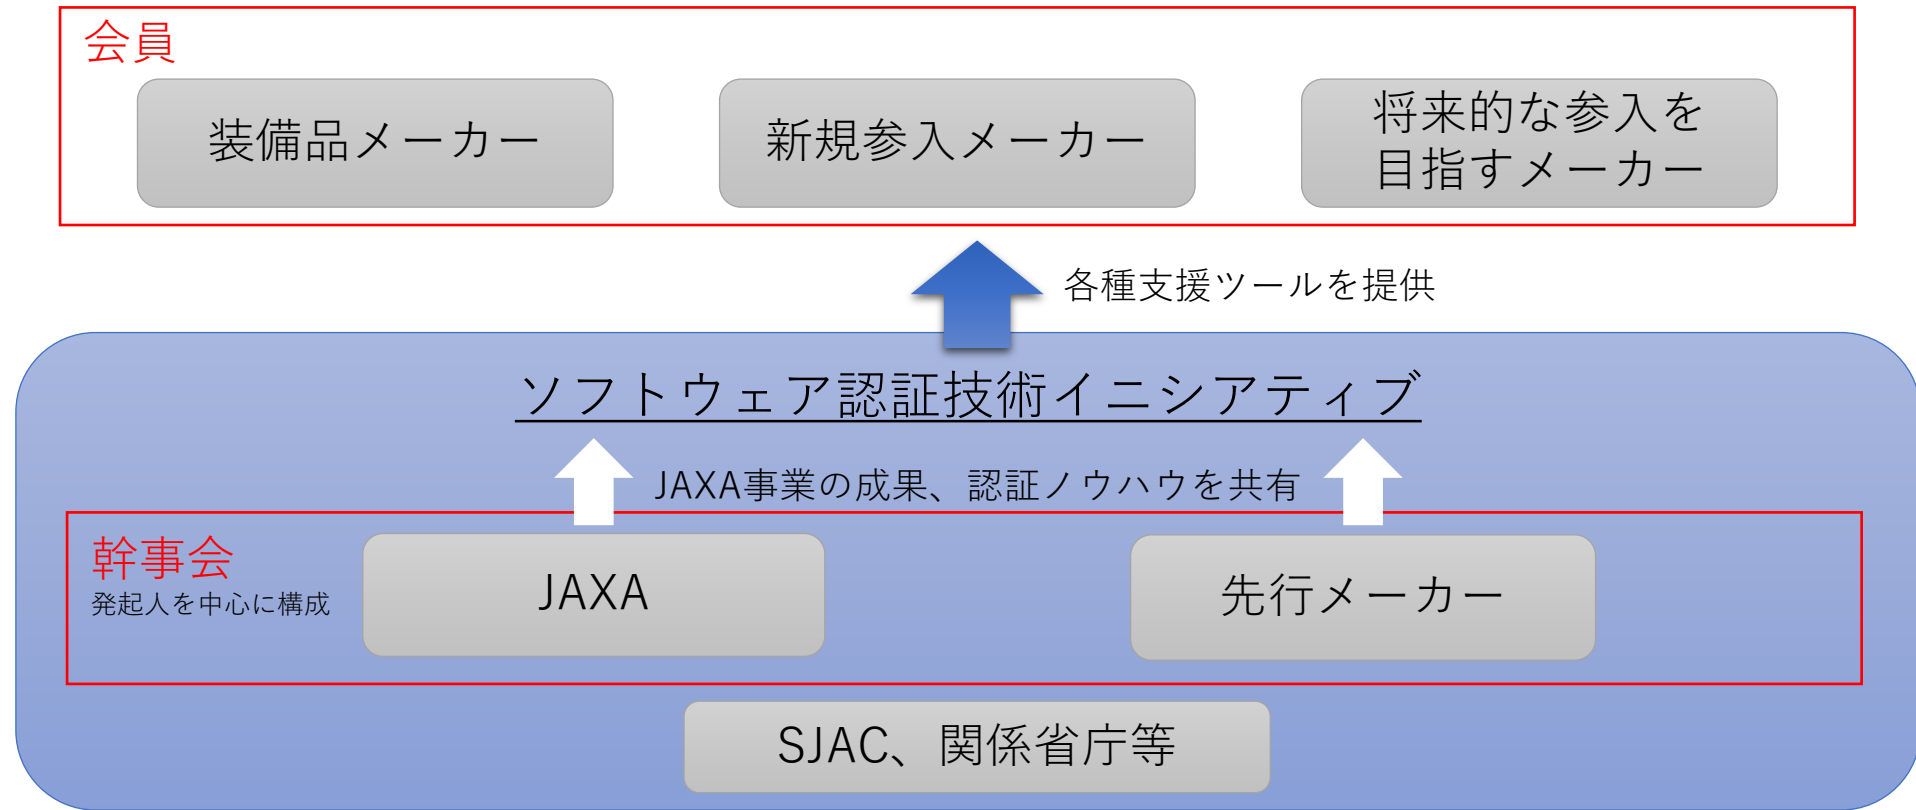 会員
装備品メーカー
新規参入メーカー
将来的な参入を
目指すメーカー
各種支援ツールを提供
ソフトウェア認証技術イニシアティブ
JAXA事業の成果、認証ノウハウを共有
幹事会
発起人を中心に構成
JAXA
先行メーカー
SJAC、関係省庁等